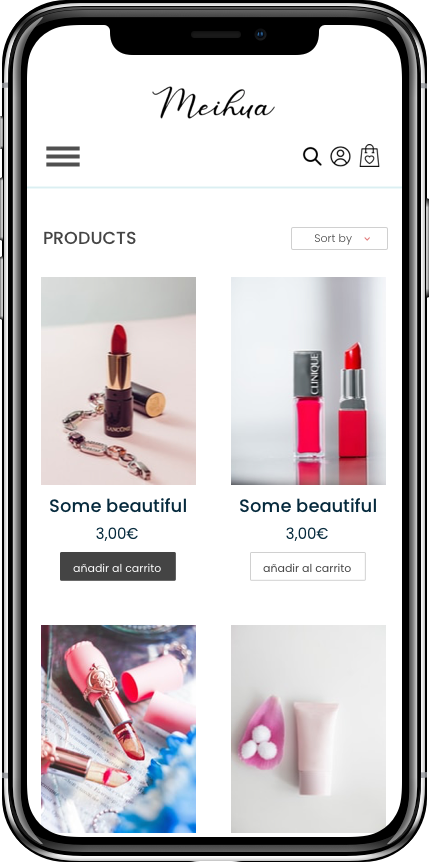 Meihua
PRODUCTS
Sort by
LANCÔME
CLINIQUE
Some beautiful
Some beautiful
3,00€
3,00€
añadir al carrito
añadir al carrito